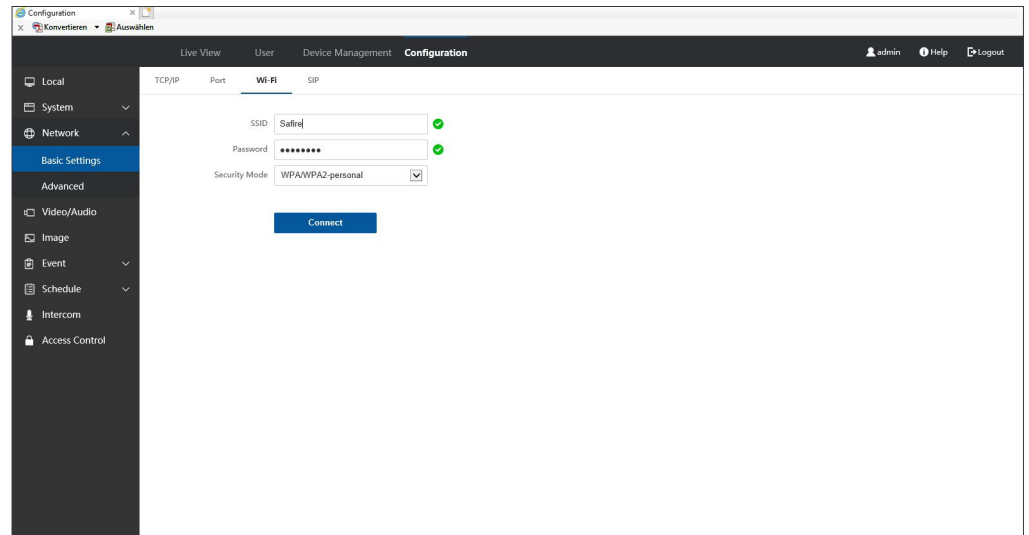 Configuration
x Konvertieren Auswählen
Live View User Device Management Configuration admin Help Logout
Local
System
Network
Basic Settings
Advanced
Video/Audio
Image
Event
Schedule
Intercom
Access Control
TCP/IP Port Wi-Fi SIP
SSID Safire
Password ●●●●●●●●
Security Mode WPA/WPA2-personal
Connect